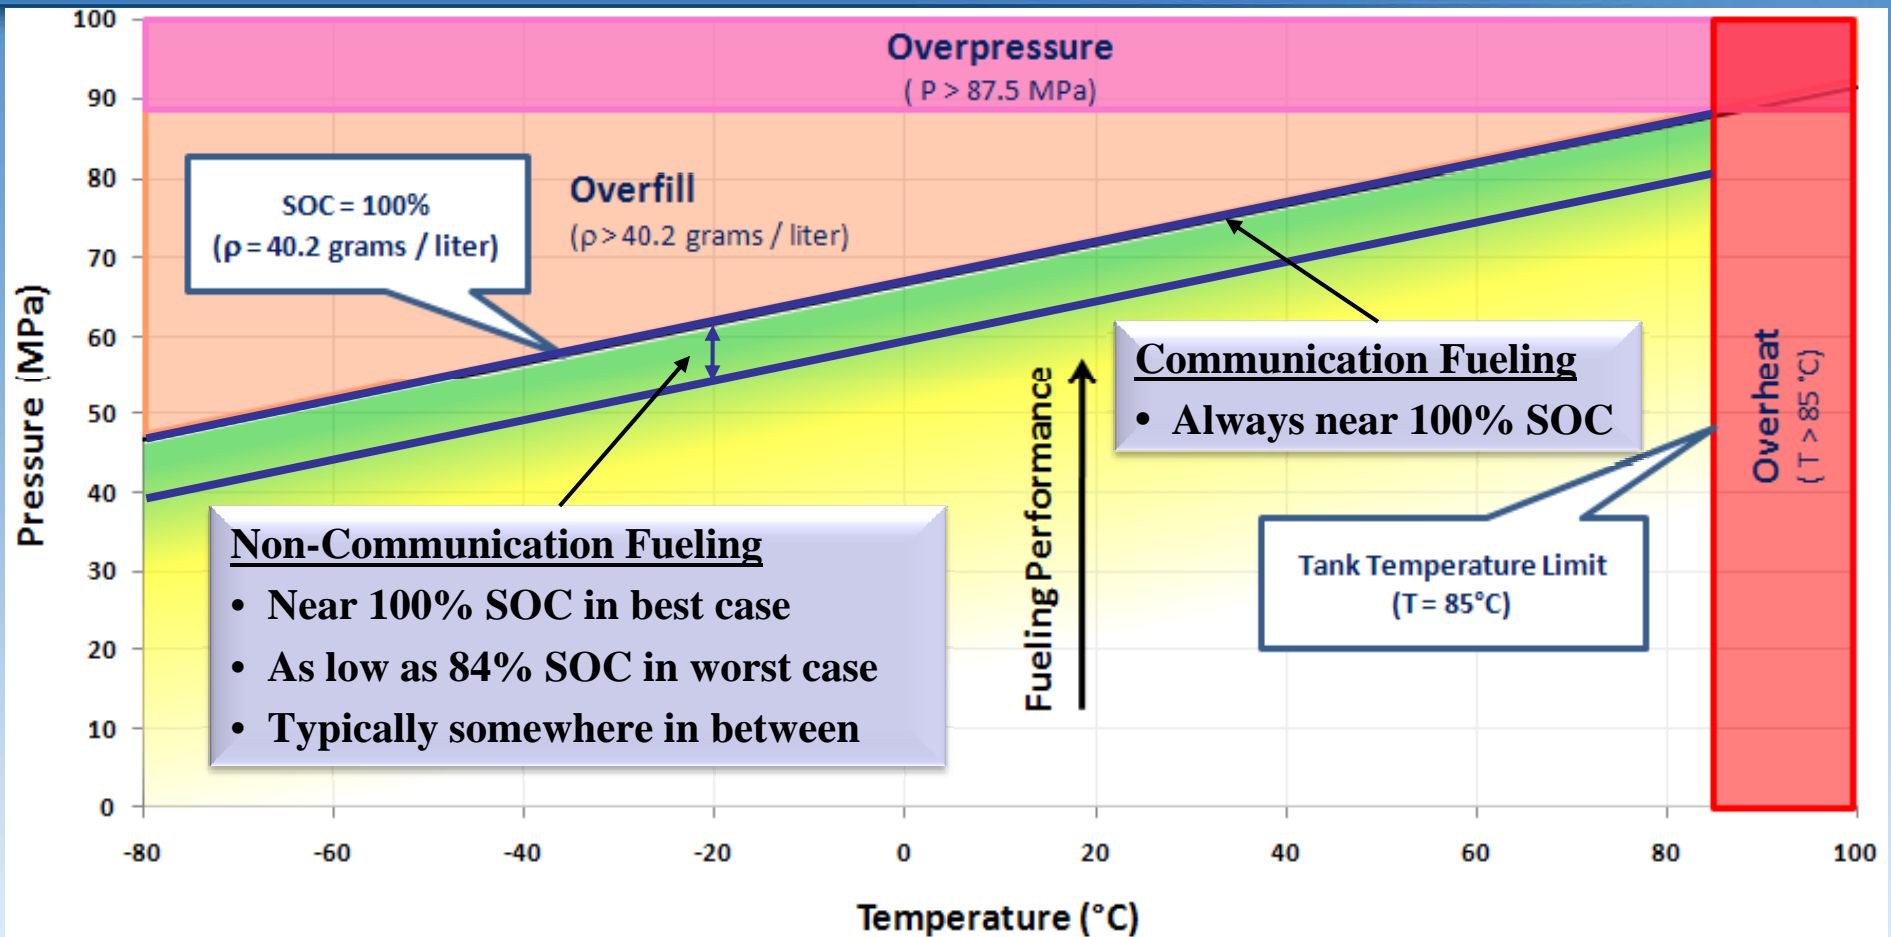 100
90
80
70
60
50
40
30
20
10
0
Pressure (MPa)
Overpressure
( P > 87.5 MPa)
SOC = 100%
(ρ = 40.2 grams / liter)
Overfill
(ρ > 40.2 grams / liter)
Communication Fueling
• Always near 100% SOC
Overheat
( T > 85 °C)
Fueling Performance
Non-Communication Fueling
• Near 100% SOC in best case
• As low as 84% SOC in worst case
• Typically somewhere in between
Tank Temperature Limit
(T = 85°C)
-80 -60 -40 -20 0 20 40 60 80 100
Temperature (°C)